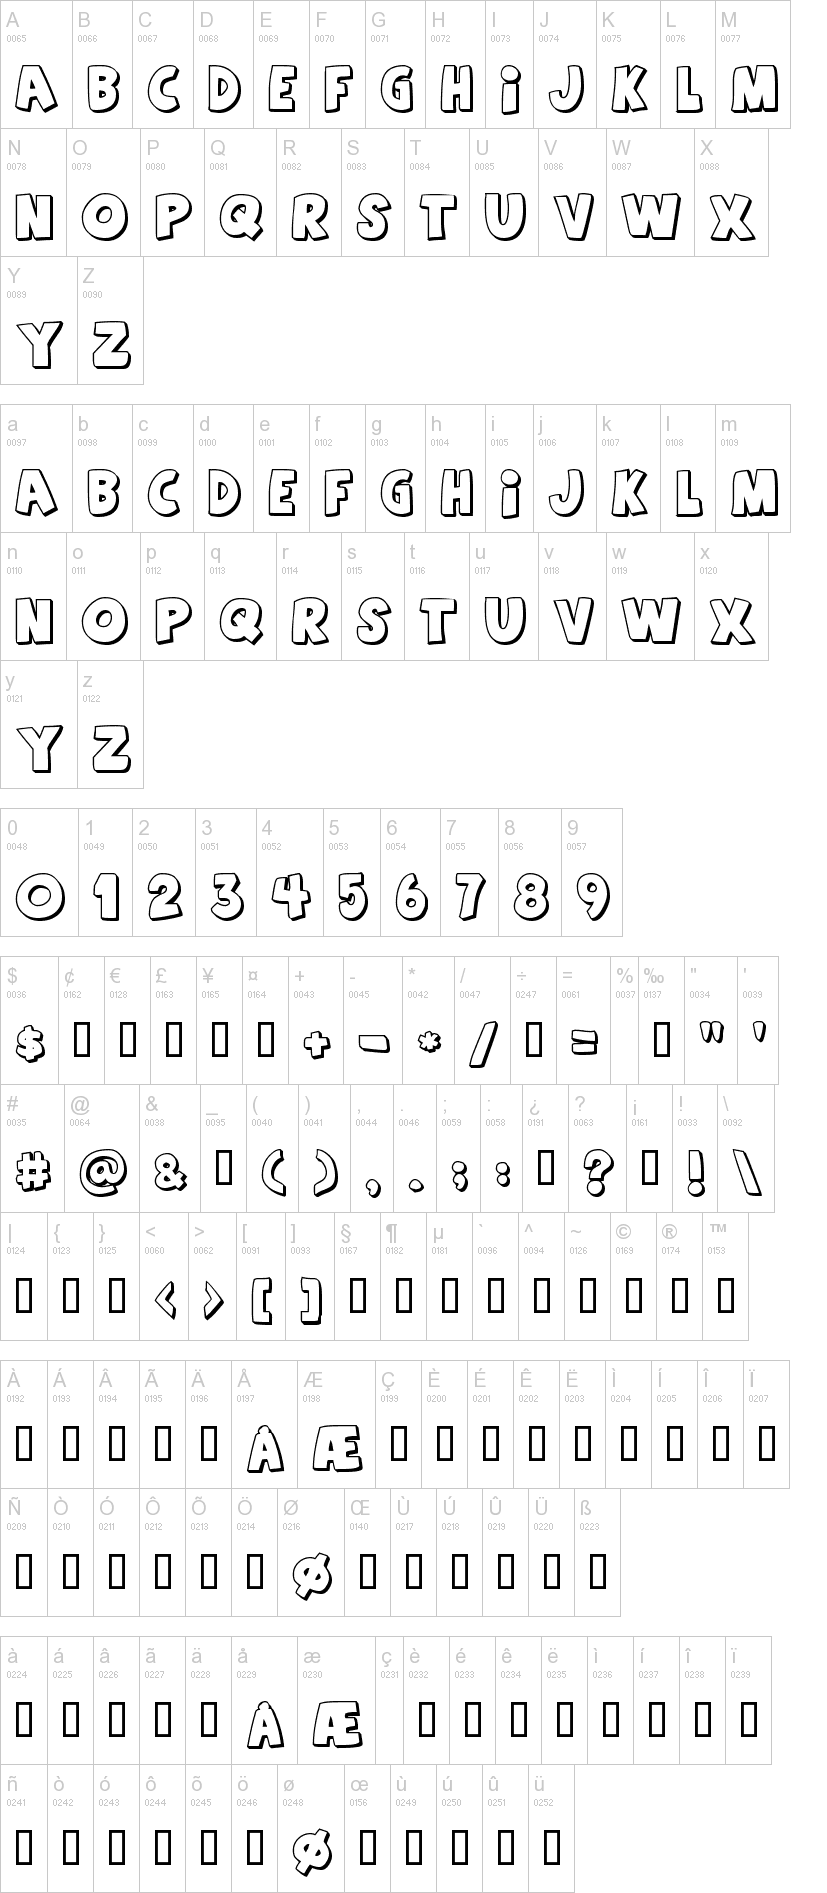 A B C D E F G H I J K L M
0065 0066 0067 0068 0069 0070 0071 0072 0073 0074 0075 0076 0077
A B C D E F G H i J K L M
N O P Q R S T U V W X
0078 0079 0080 0081 0082 0083 0084 0085 0086 0087 0088
N O P Q R S T U V W X
Y Z
0089 0090
Y Z
a b c d e f g h i j k l m
0097 0098 0099 0100 0101 0102 0103 0104 0105 0106 0107 0108 0109
A B C D E F G H i J K L M
n o p q r s t u v w x
0110 0111 0112 0113 0114 0115 0116 0117 0118 0119 0120
N O P Q R S T U V W X
y z
0121 0122
Y Z
0 1 2 3 4 5 6 7 8 9
0048 0049 0050 0051 0052 0053 0054 0055 0056 0057
0 1 2 3 4 5 6 7 8 9
$ ¢ € £ ¥ ¤ + - * / ÷ = % ‰ " '
0036 0162 0128 0163 0165 0164 0043 0045 0042 0047 0247 0061 0037 0137 0034 0039
$ + - * / = " '
# @ & _ ( ) , . ; : ¿ ? ¡ ! \
0035 0064 0038 0095 0040 0041 0044 0046 0059 0058 0191 0063 0161 0033 0092
# @ & ( ) , . ; : ? ! \
| { } < > [ ] § ¶ µ ` ^ ~ © ® ™
0124 0123 0125 0060 0062 0091 0093 0167 0182 0181 0096 0094 0126 0169 0174 0153
< > [ ]
À Á Â Ã Ä Å Æ Ç È É Ê Ë Ì Í Î Ï
0192 0193 0194 0195 0196 0197 0198 0199 0200 0201 0202 0203 0204 0205 0206 0207
Å Æ
Ñ Ò Ó Ô Õ Ö Ø Œ Ù Ú Û Ü ß
0209 0210 0211 0212 0213 0214 0216 0140 0217 0218 0219 0220 0223
Ø
à á â ã ä å æ ç è é ê ë ì í î ï
0224 0225 0226 0227 0228 0229 0230 0231 0232 0233 0234 0235 0236 0237 0238 0239
Å Æ
ñ ò ó ô õ ö ø œ ù ú û ü
0241 0242 0243 0244 0245 0246 0248 0156 0249 0250 0251 0252
Ø